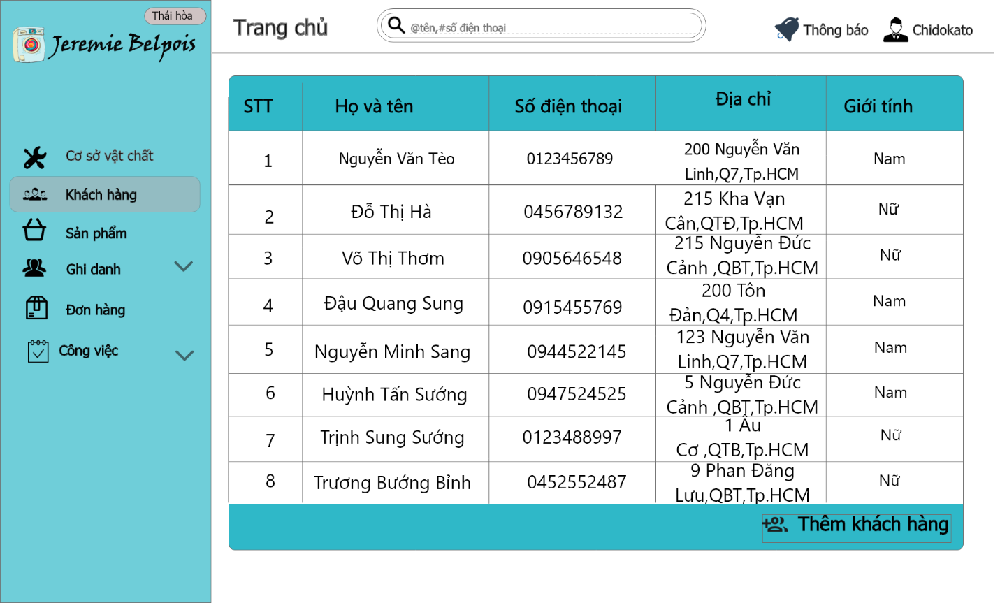 Thái hòa
Jeremie Belpois
Trang chủ
@tên,#số điện thoại
Thông báo
Chidokato
Cơ sở vật chất
Khách hàng
Sản phẩm
Ghi danh
Đơn hàng
Công việc
STT Họ và tên Số điện thoại Địa chỉ Giới tính
1 Nguyễn Văn Tèo 0123456789 200 Nguyễn Văn
Linh,Q7,Tp.HCM Nam
2 Đỗ Thị Hà 0456789132 215 Kha Vạn
Cân,QTĐ,Tp.HCM Nữ
3 Võ Thị Thơm 0905646548 215 Nguyễn Đức
Cảnh ,QBT,Tp.HCM Nữ
4 Đậu Quang Sung 0915455769 200 Tôn
Đản,Q4,Tp.HCM Nam
5 Nguyễn Minh Sang 0944522145 123 Nguyễn Văn
Linh,Q7,Tp.HCM Nam
6 Huỳnh Tấn Sướng 0947524525 5 Nguyễn Đức
Cảnh ,QBT,Tp.HCM Nam
7 Trịnh Sung Sướng 0123488997 1 Âu
Cơ ,QTB,Tp.HCM Nữ
8 Trương Bướng Bỉnh 0452552487 9 Phan Đăng
Lưu,QBT,Tp.HCM Nữ
Thêm khách hàng